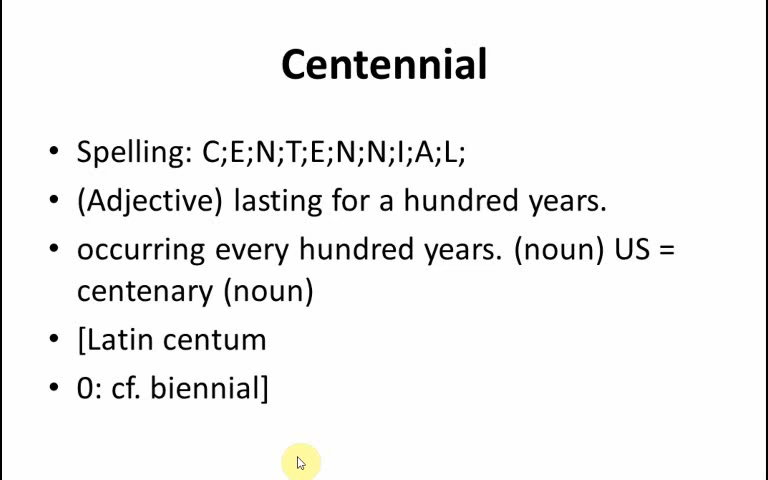 Centennial
• Spelling: C;E;N;T;E;N;N;I;A;L;
• (Adjective) lasting for a hundred years.
• occurring every hundred years. (noun) US =
centenary (noun)
• [Latin centum
• 0: cf. biennial]